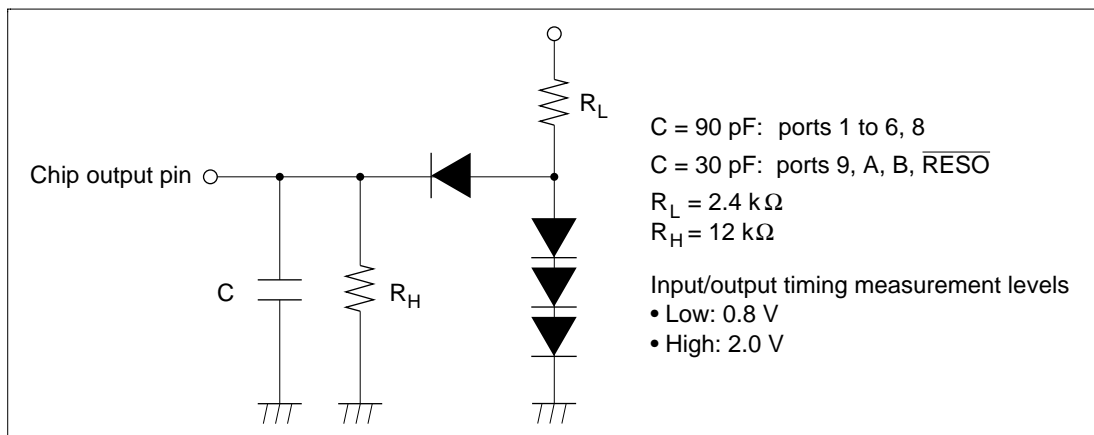 R_L
Chip output pin
C
R_H
C = 90 pF: ports 1 to 6, 8
C = 30 pF: ports 9, A, B, R̅E̅S̅O̅
R_L = 2.4 kΩ
R_H = 12 kΩ
Input/output timing measurement levels
• Low: 0.8 V
• High: 2.0 V